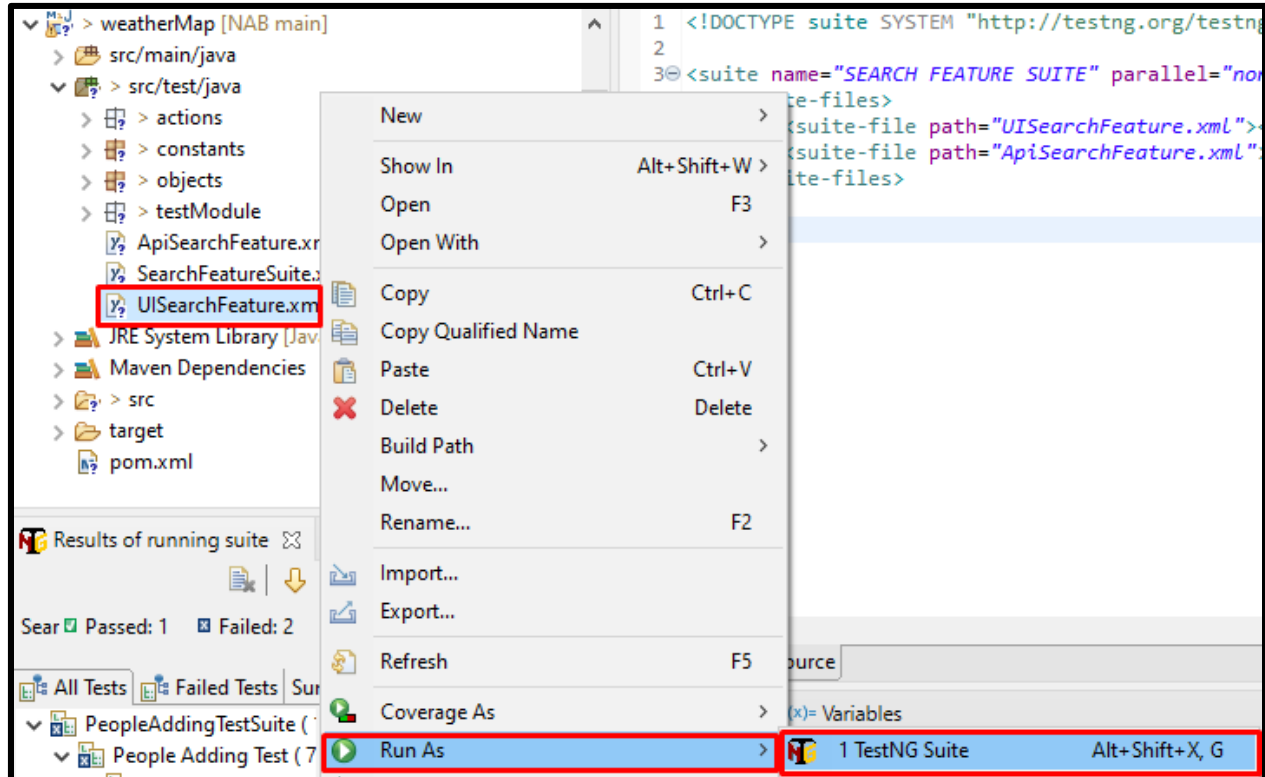 > weatherMap [NAB main]
> src/main/java
> src/test/java
> actions
> constants
> objects
> testModule
ApiSearchFeature.xm
SearchFeatureSuite.x
UISearchFeature.xm
JRE System Library [Jav
Maven Dependencies
> src
target
pom.xml
1 <!DOCTYPE suite SYSTEM "http://testng.org/testng
2
3 <suite name="SEARCH FEATURE SUITE" parallel="non
te-files>
<suite-file path="UISearchFeature.xml"><
<suite-file path="ApiSearchFeature.xml">
ite-files>
New
Show In Alt+Shift+W >
Open F3
Open With
Copy Ctrl+C
Copy Qualified Name
Paste Ctrl+V
Delete Delete
Build Path
Move...
Rename... F2
Import...
Export...
Refresh F5
Coverage As
Run As
1 TestNG Suite Alt+Shift+X, G
Results of running suite
Sear Passed: 1 Failed: 2
All Tests Failed Tests Sur
PeopleAddingTestSuite (
People Adding Test ( 7
ource
(x)= Variables